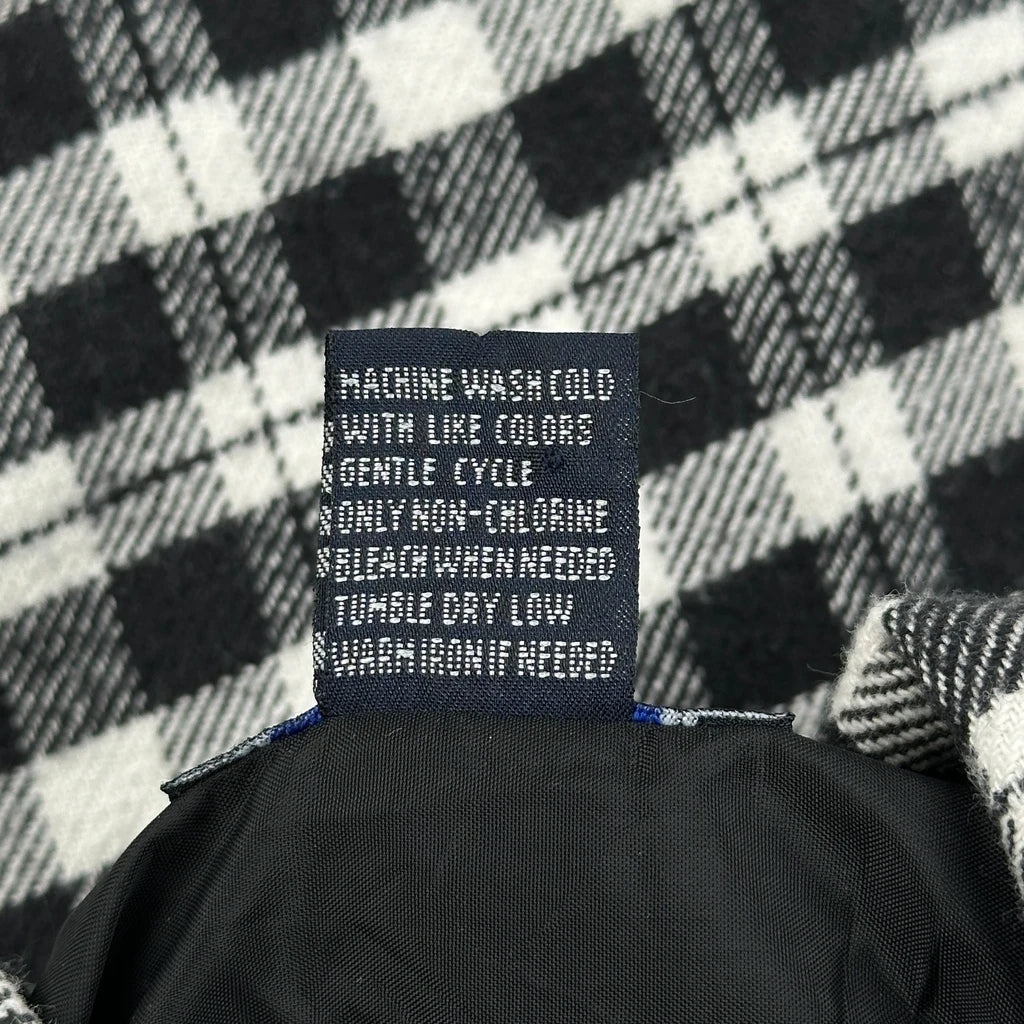 MACHINE WASH COLD
WITH LIKE COLORS
GENTLE CYCLE
ONLY NON-CHLORINE
BLEACH WHEN NEEDED
TUMBLE DRY LOW
WARM IRON IF NEEDED